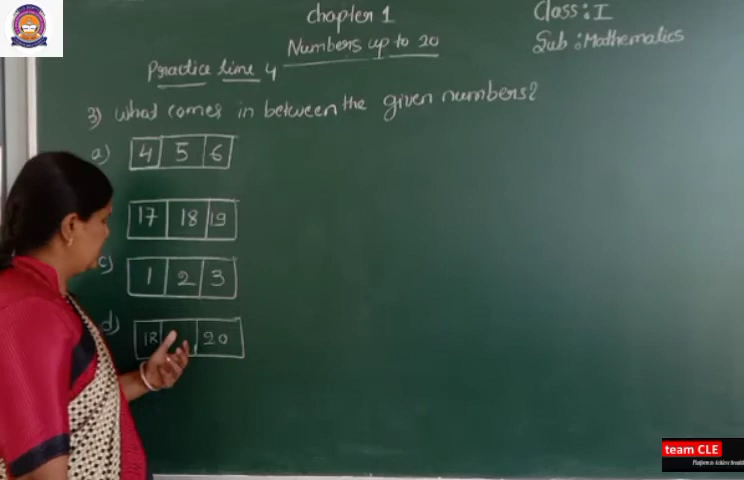 Chapter 1
Class: I
Numbers up to 20
Sub: Mathematics
Practice time 4
3) What comes in between the given numbers?
a) 4 5 6
17 18 19
c) 1 2 3
d) 18 20
team CLE